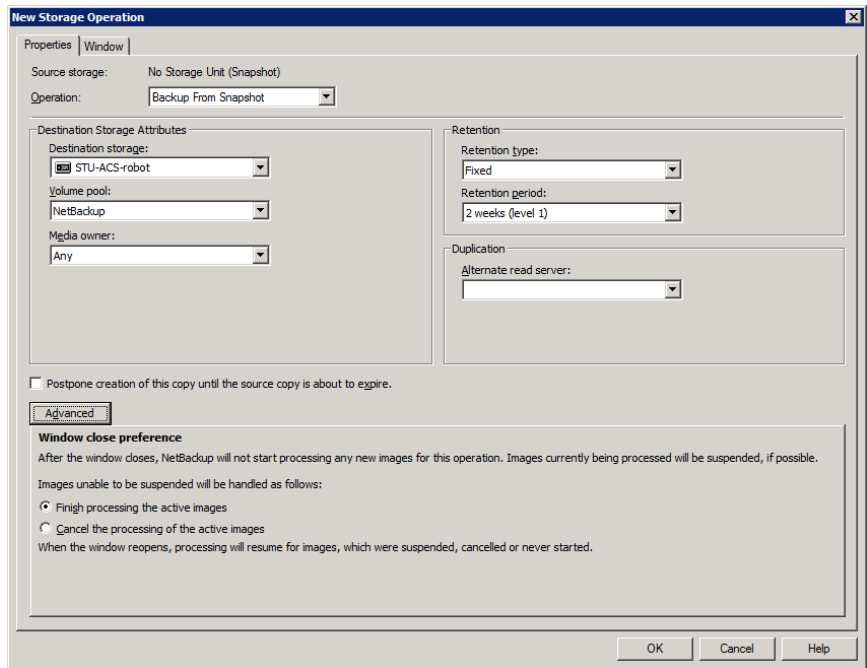 New Storage Operation
Properties
Window
Source storage:
No Storage Unit (Snapshot)
Operation:
Backup From Snapshot
Destination Storage Attributes
Destination storage:
STU-ACS-robot
Volume pool:
NetBackup
Media owner:
Any
Retention
Retention type:
Fixed
Retention period:
2 weeks (level 1)
Duplication
Alternate read server:
Postpone creation of this copy until the source copy is about to expire.
Advanced
Window close preference
After the window closes, NetBackup will not start processing any new images for this operation. Images currently being processed will be suspended, if possible.
Images unable to be suspended will be handled as follows:
Finish processing the active images
Cancel the processing of the active images
When the window reopens, processing will resume for images, which were suspended, cancelled or never started.
OK
Cancel
Help